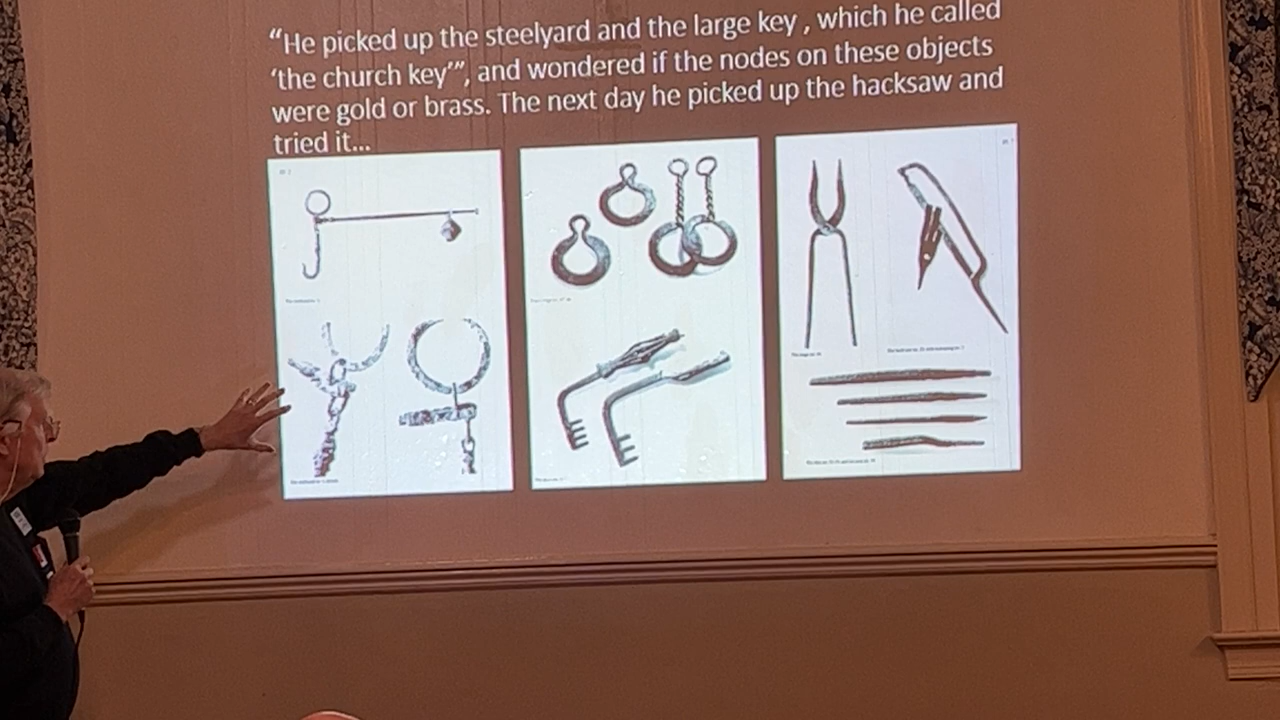 “He picked up the steelyard and the large key , which he called
‘the church key’”, and wondered if the nodes on these objects
were gold or brass. The next day he picked up the hacksaw and
tried it...